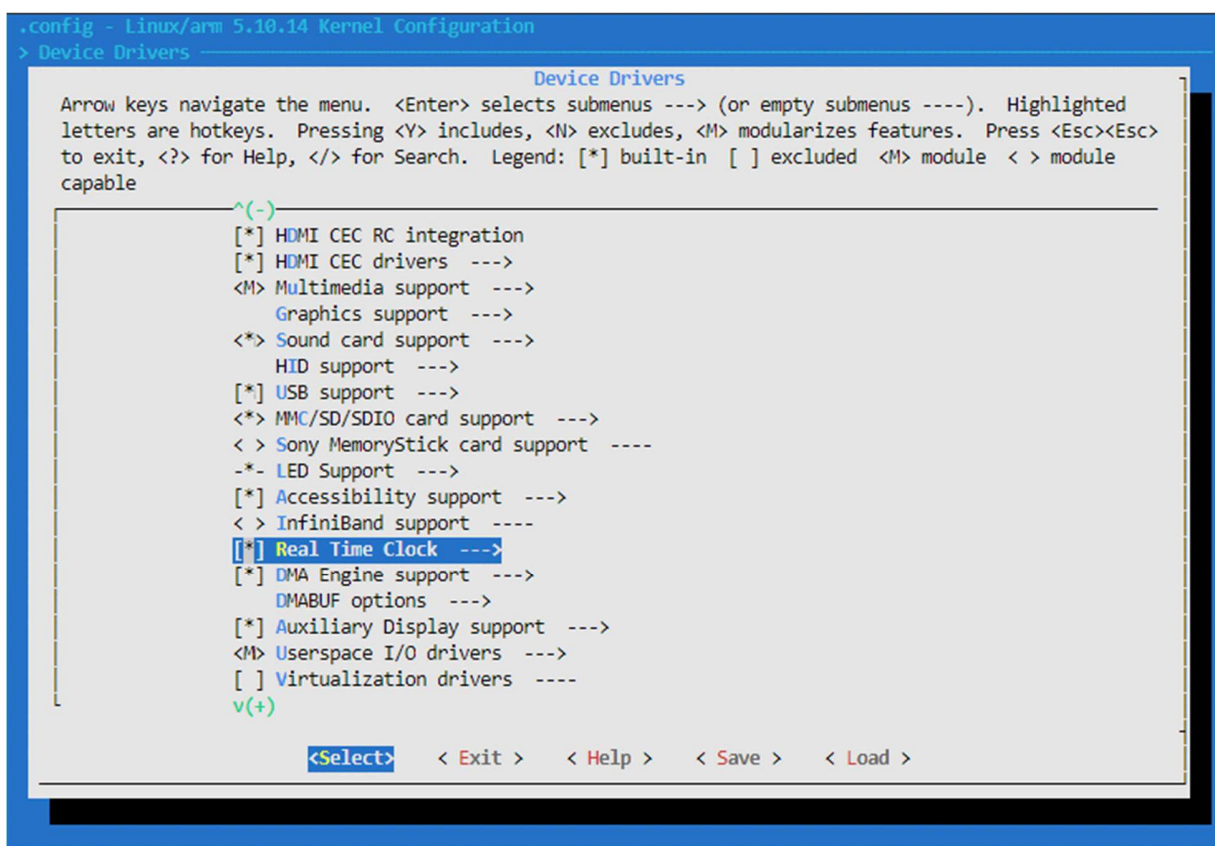 .config - Linux/arm 5.10.14 Kernel Configuration
> Device Drivers
Device Drivers
Arrow keys navigate the menu.  <Enter> selects submenus ---> (or empty submenus ----).  Highlighted
letters are hotkeys.  Pressing <Y> includes, <N> excludes, <M> modularizes features.  Press <Esc><Esc>
to exit, <?> for Help, </> for Search.  Legend: [*] built-in  [ ] excluded  <M> module  < > module
capable
^(-)
[*] HDMI CEC RC integration
[*] HDMI CEC drivers  --->
<M> Multimedia support  --->
Graphics support  --->
<*> Sound card support  --->
HID support  --->
[*] USB support  --->
<*> MMC/SD/SDIO card support  --->
< > Sony MemoryStick card support  ----
-*- LED Support  --->
[*] Accessibility support  --->
< > InfiniBand support  ----
[*] Real Time Clock  --->
[*] DMA Engine support  --->
DMABUF options  --->
[*] Auxiliary Display support  --->
<M> Userspace I/O drivers  --->
[ ] Virtualization drivers  ----
v(+)
<Select>    < Exit >    < Help >    < Save >    < Load >